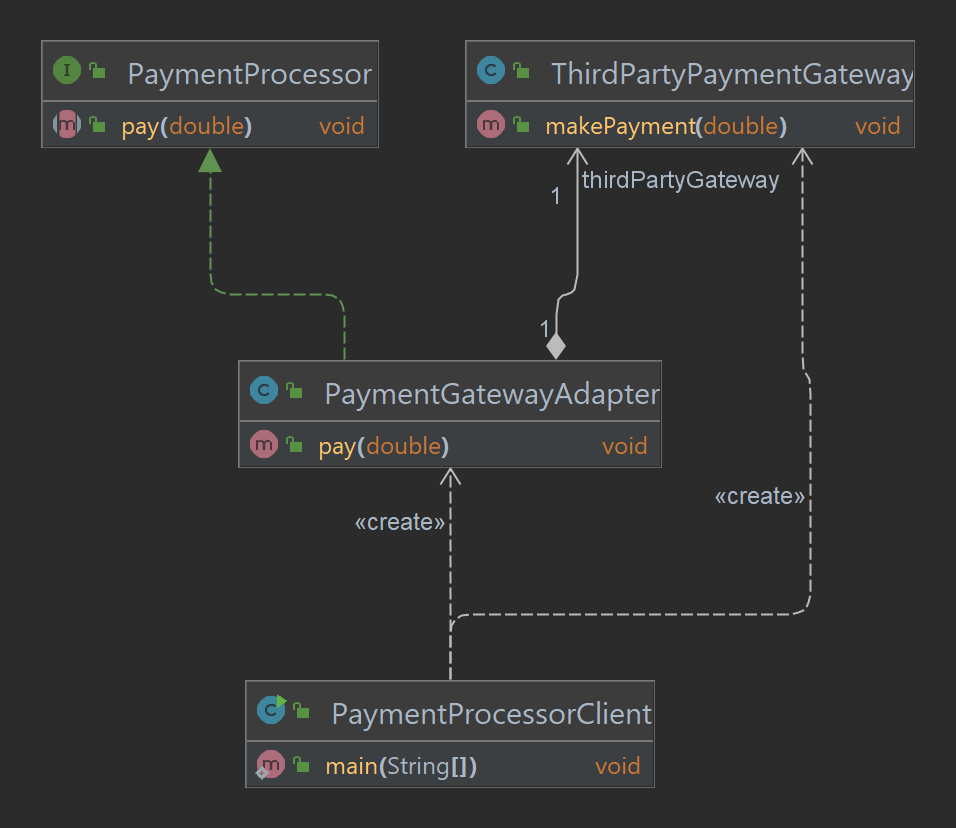 I PaymentProcessor
m pay(double) void
C ThirdPartyPaymentGateway
m makePayment(double) void
thirdPartyGateway
1
1
C PaymentGatewayAdapter
m pay(double) void
«create»
«create»
C PaymentProcessorClient
m main(String[]) void